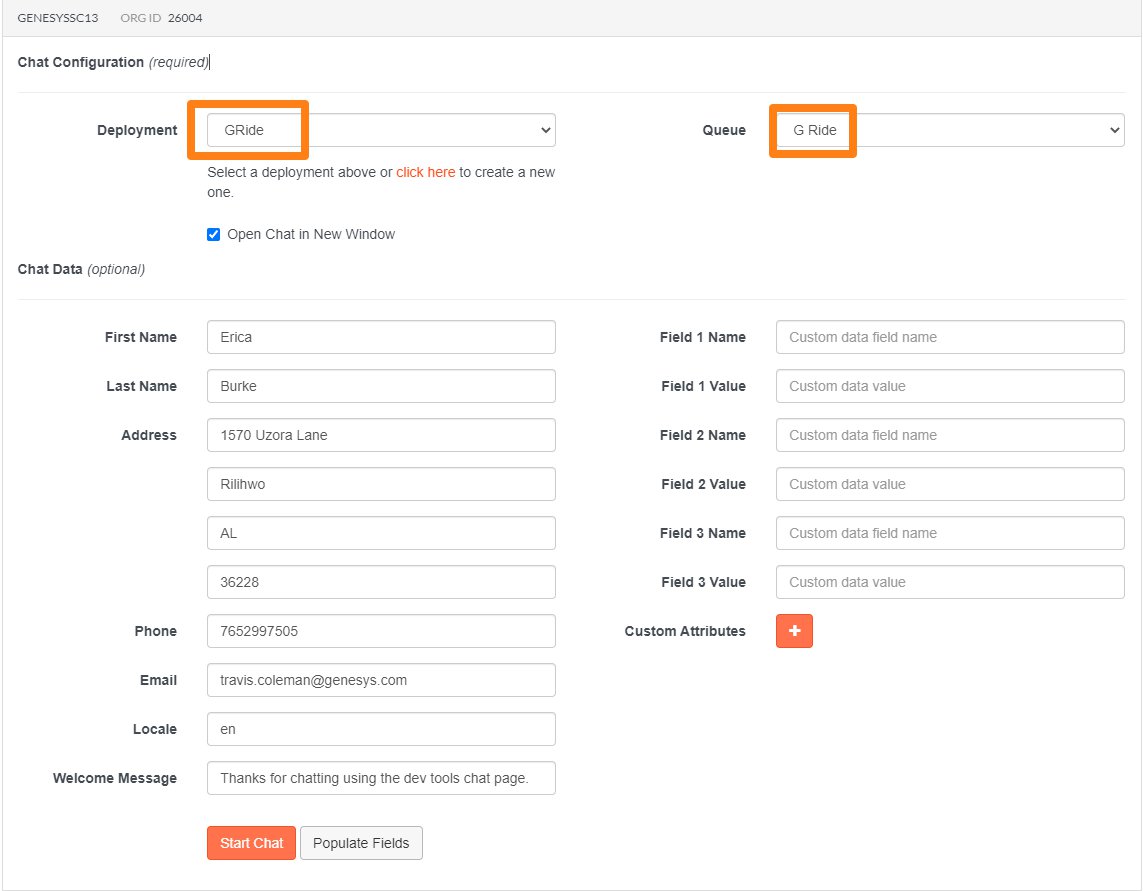 GENESYSSC13 ORG ID 26004
Chat Configuration (required)
Deployment GRide Queue G Ride
Select a deployment above or click here to create a new
one.
Open Chat in New Window
Chat Data (optional)
First Name Erica Field 1 Name Custom data field name
Last Name Burke Field 1 Value Custom data value
Address 1570 Uzora Lane Field 2 Name Custom data field name
Rilihwo Field 2 Value Custom data value
AL Field 3 Name Custom data field name
36228 Field 3 Value Custom data value
Phone 7652997505 Custom Attributes +
Email travis.coleman@genesys.com
Locale en
Welcome Message Thanks for chatting using the dev tools chat page.
Start Chat Populate Fields